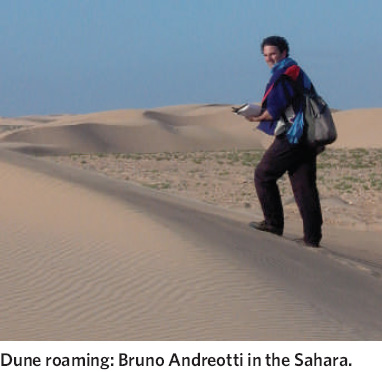 Dune roaming: Bruno Andreotti in the Sahara.